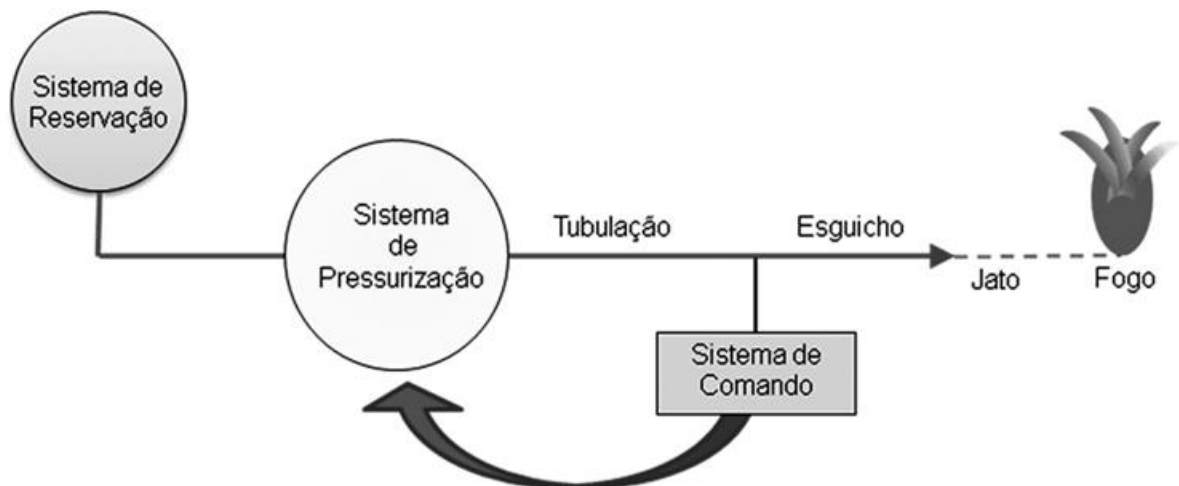 Sistema de
Reservação
Sistema
de
Pressurização
Tubulação
Esguicho
Jato
Fogo
Sistema de
Comando